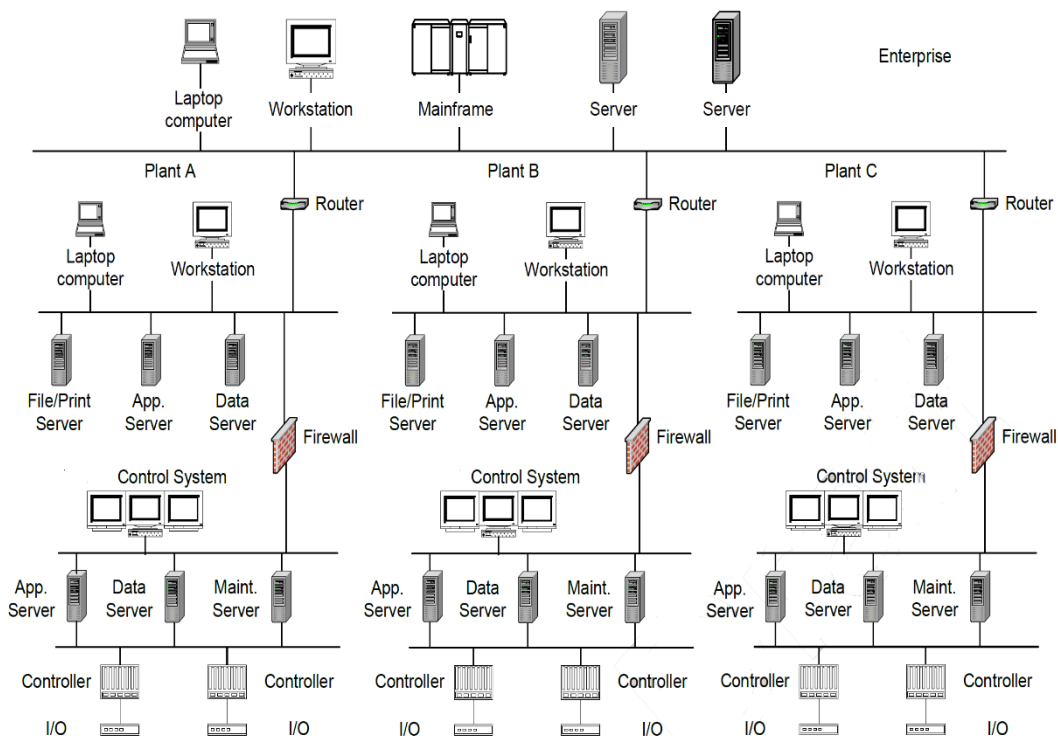 Enterprise
Laptop
computer
Workstation
Mainframe
Server
Server
Plant A
Plant B
Plant C
Router
Router
Router
Laptop
computer
Workstation
Laptop
computer
Workstation
Laptop
computer
Workstation
File/Print
Server
App.
Server
Data
Server
Firewall
File/Print
Server
App.
Server
Data
Server
Firewall
File/Print
Server
App.
Server
Data
Server
Firewall
Control System
Control System
Control System
App.
Server
Data
Server
Maint.
Server
App.
Server
Data
Server
Maint.
Server
App.
Server
Data
Server
Maint.
Server
Controller
Controller
Controller
Controller
Controller
Controller
I/O
I/O
I/O
I/O
I/O
I/O